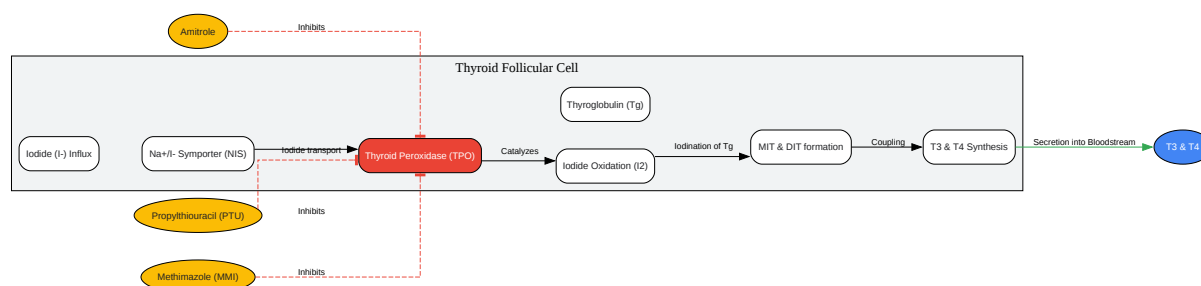 Amitrole
Inhibits
Thyroid Follicular Cell
Thyroglobulin (Tg)
Iodide (I-) Influx
Na+/I- Symporter (NIS)
Iodide transport
Thyroid Peroxidase (TPO)
Catalyzes
Iodide Oxidation (I2)
Iodination of Tg
MIT & DIT formation
Coupling
T3 & T4 Synthesis
Secretion into Bloodstream
T3 & T4
Propylthiouracil (PTU)
Inhibits
Methimazole (MMI)
Inhibits